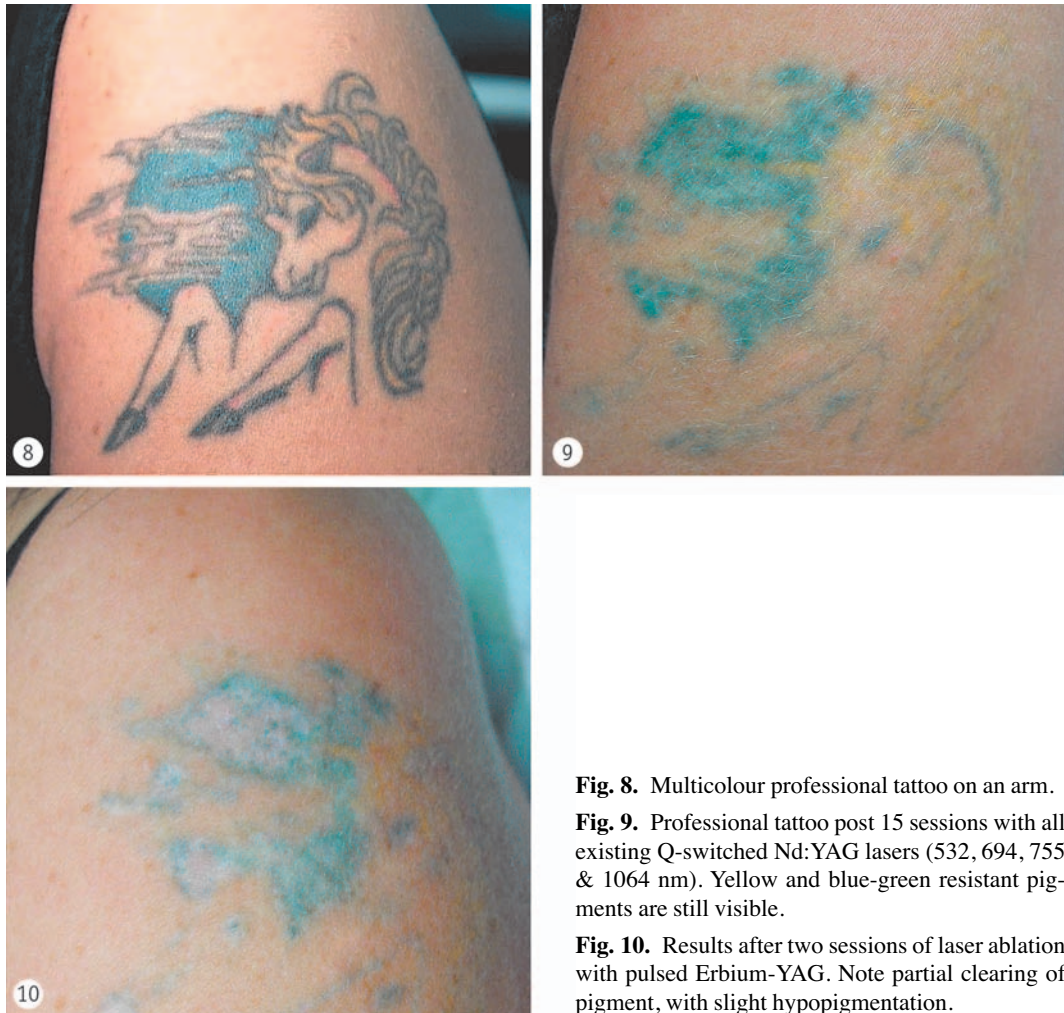 8
9
10
Fig. 8. Multicolour professional tattoo on an arm.
Fig. 9. Professional tattoo post 15 sessions with all
existing Q-switched Nd:YAG lasers (532, 694, 755
& 1064 nm). Yellow and blue-green resistant pig-
ments are still visible.
Fig. 10. Results after two sessions of laser ablation
with pulsed Erbium-YAG. Note partial clearing of
pigment, with slight hypopigmentation.